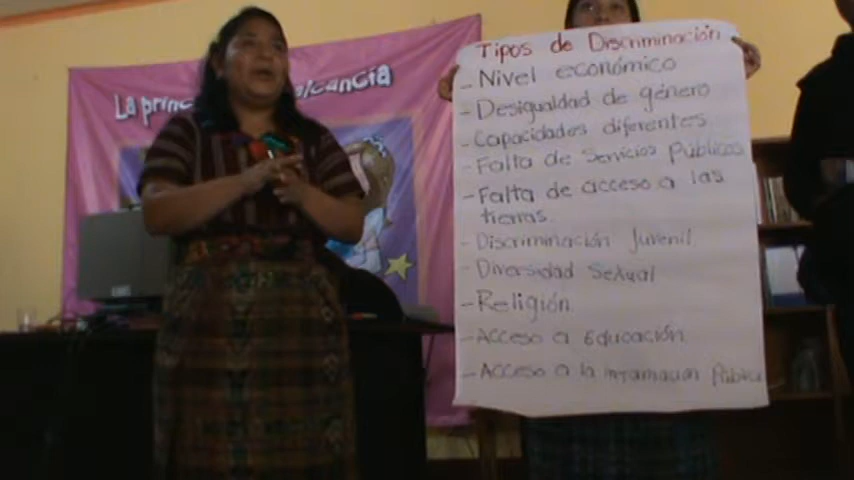 La prin
alcancía
Tipos de Discriminación
- Nivel económico
- Desigualdad de género
- Capacidades diferentes
- Falta de Servicios Públicos
- Falta de acceso a las
tierras.
- Discriminación Juvenil
- Diversidad Sexual
- Religión
- Acceso a Educación
- Acceso a la información Pública